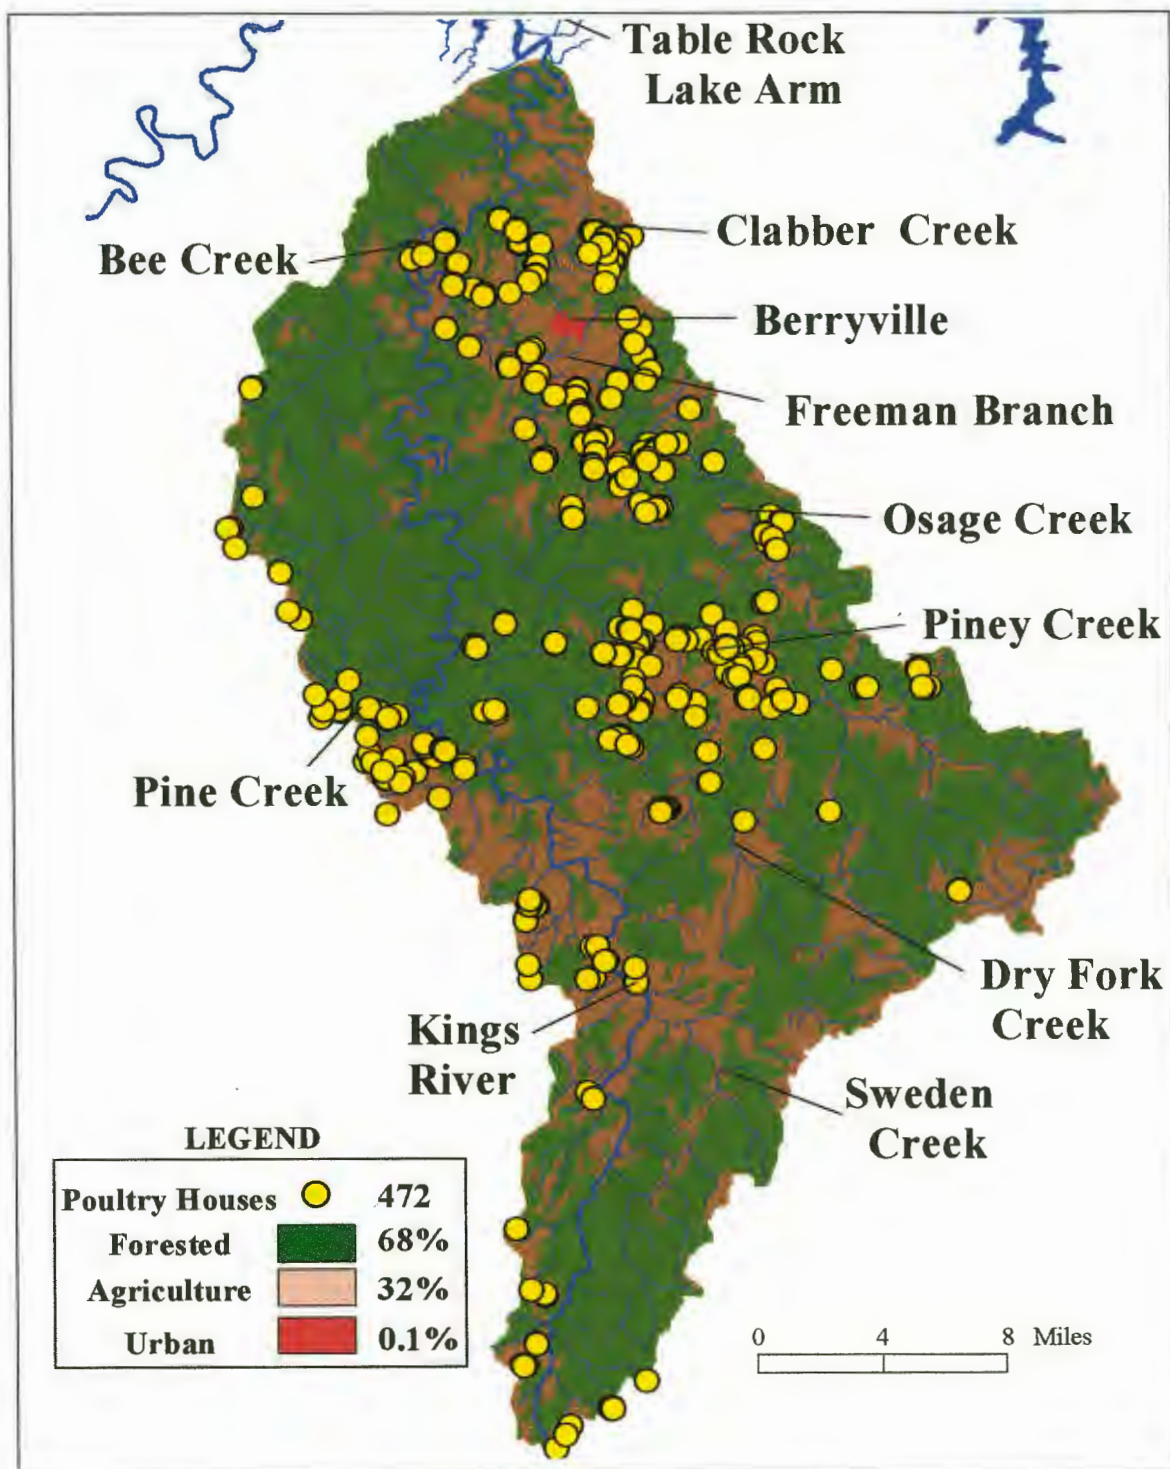 Table Rock
Lake Arm
Bee Creek
Clabber Creek
Berryville
Freeman Branch
Osage Creek
Piney Creek
Pine Creek
Dry Fork
Creek
Kings
River
Sweden
Creek
LEGEND
Poultry Houses 472
Forested 68%
Agriculture 32%
Urban 0.1%
0 4 8 Miles